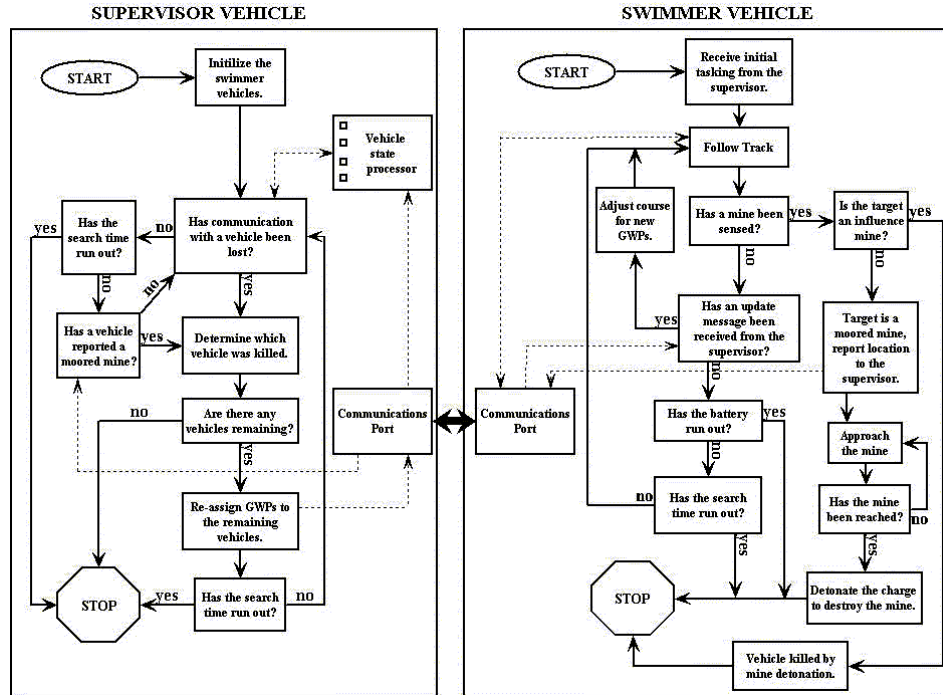 SUPERVISOR VEHICLE
START
Initilize the
swimmer
vehicles.
Vehicle
state
processor
Has the
search time
run out?
yes
no
Has communication
with a vehicle been
lost?
no
no
yes
Has a vehicle
reported a
moored mine?
yes
Determine which
vehicle was killed.
no
Are there any
vehicles remaining?
Communications
Port
yes
Re-assign GWPs to
the remaining
vehicles.
STOP
yes
Has the search
time run out?
no
SWIMMER VEHICLE
START
Receive initial
tasking from the
supervisor.
Follow Track
Adjust course
for new
GWPs.
Has a mine been
sensed?
yes
Is the target
an influence
mine?
yes
no
no
yes
Has an update
message been
received from the
supervisor?
Target is a
moored mine,
report location
to the
supervisor.
no
Communications
Port
Has the battery
run out?
yes
Approach
the mine
no
no
Has the search
time run out?
Has the mine
been reached?
no
yes
yes
STOP
Detonate the charge
to destroy the mine.
Vehicle killed by
mine detonation.